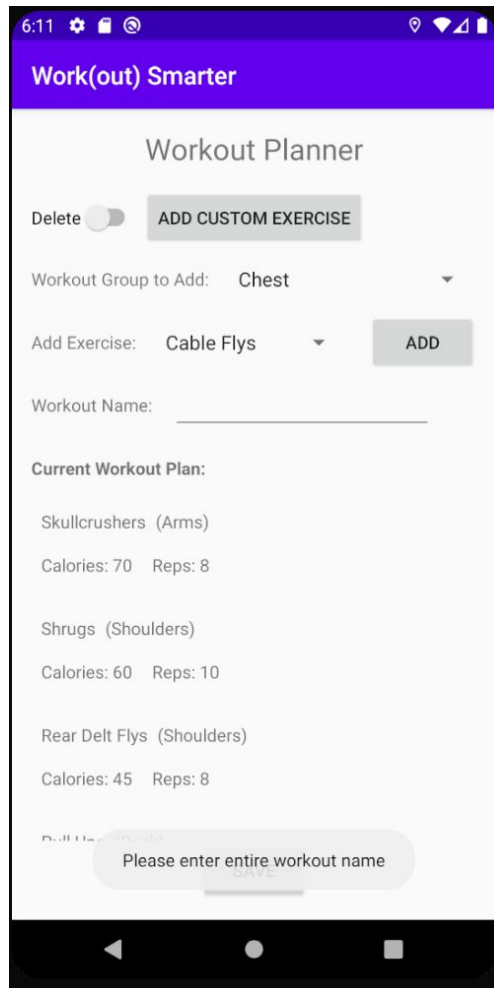 6:11
Work(out) Smarter
Workout Planner
Delete ADD CUSTOM EXERCISE
Workout Group to Add: Chest
Add Exercise: Cable Flys ADD
Workout Name:
Current Workout Plan:
Skullcrushers (Arms)
Calories: 70 Reps: 8
Shrugs (Shoulders)
Calories: 60 Reps: 10
Rear Delt Flys (Shoulders)
Calories: 45 Reps: 8
Please enter entire workout name
SAVE